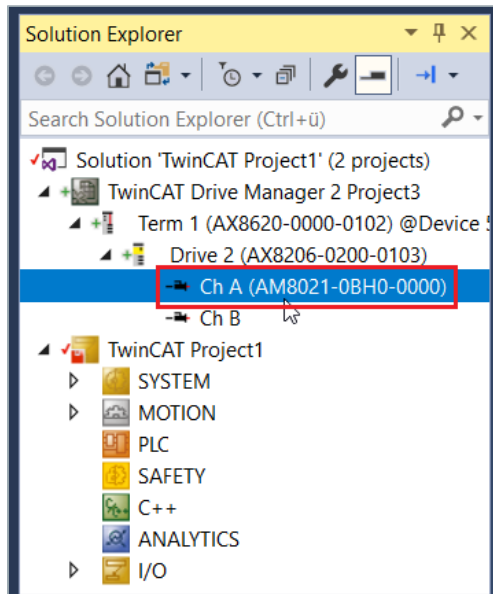 Solution Explorer
Search Solution Explorer (Ctrl+ü)
Solution 'TwinCAT Project1' (2 projects)
TwinCAT Drive Manager 2 Project3
Term 1 (AX8620-0000-0102) @Device
Drive 2 (AX8206-0200-0103)
Ch A (AM8021-0BH0-0000)
Ch B
TwinCAT Project1
SYSTEM
MOTION
PLC
SAFETY
C++
ANALYTICS
I/O